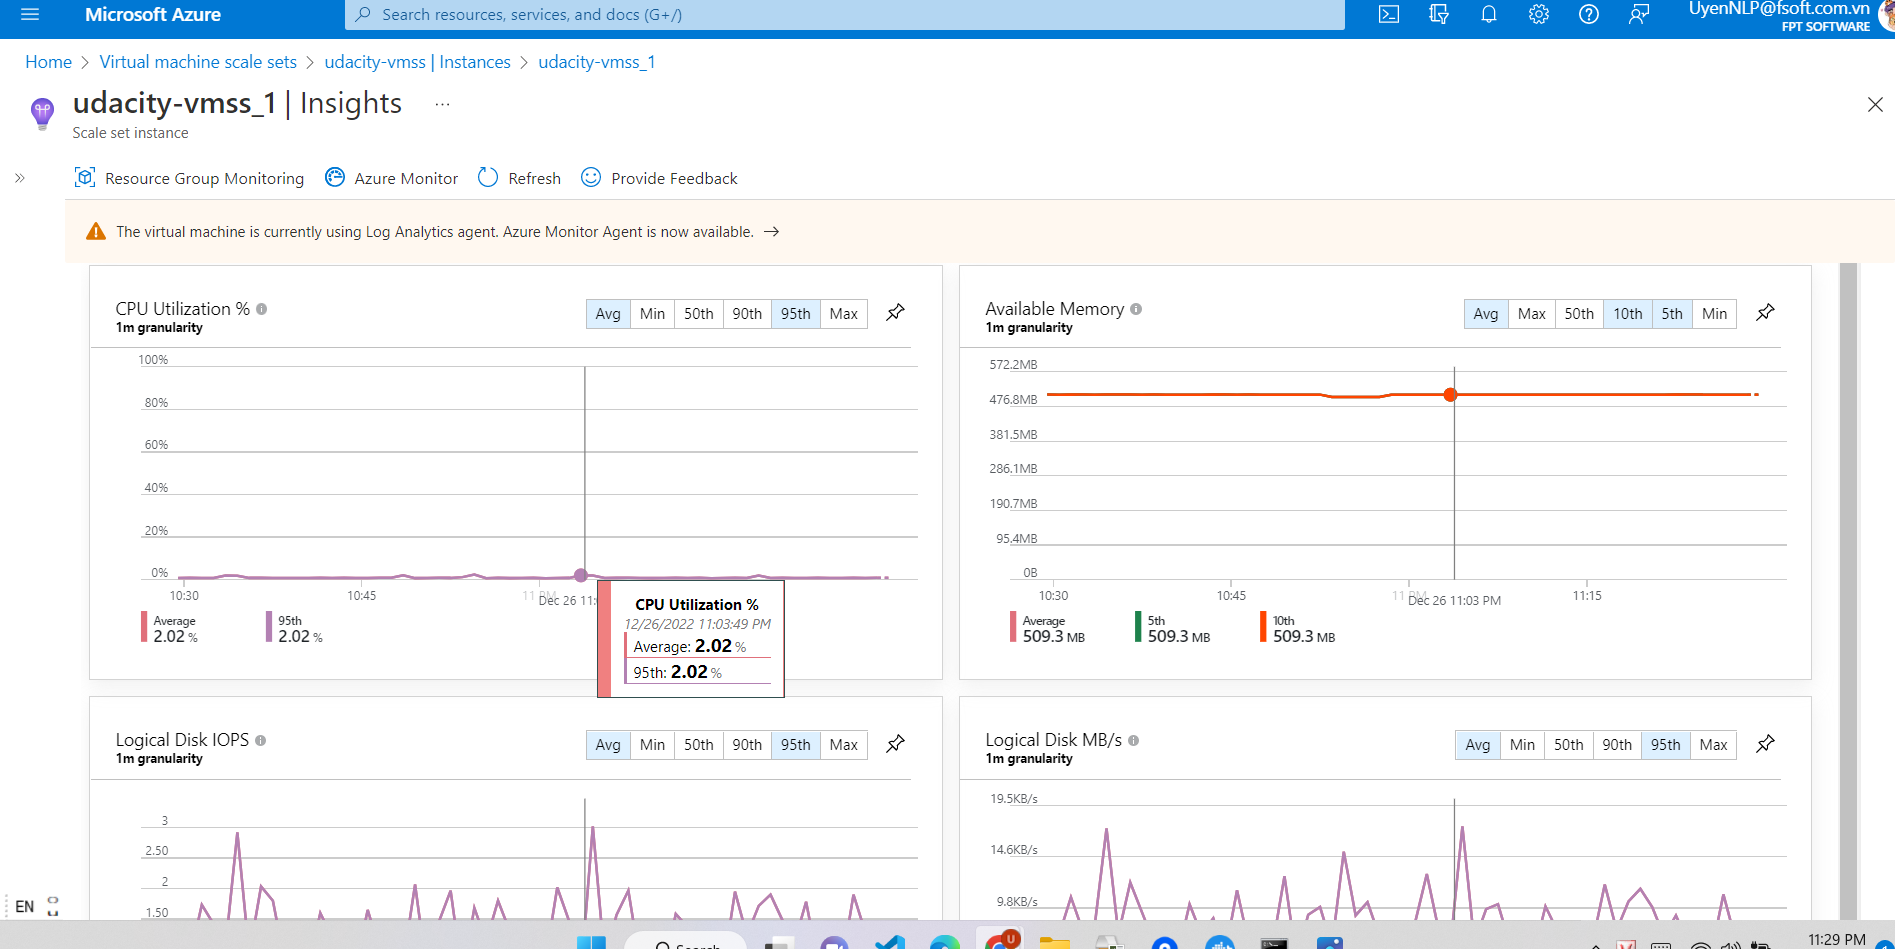 Microsoft Azure
Search resources, services, and docs (G+/)
UyenNLP@fsoft.com.vn
FPT SOFTWARE
Home > Virtual machine scale sets > udacity-vmss | Instances > udacity-vmss_1
udacity-vmss_1 | Insights ...
Scale set instance
Resource Group Monitoring Azure Monitor Refresh Provide Feedback
The virtual machine is currently using Log Analytics agent. Azure Monitor Agent is now available. →
CPU Utilization %
1m granularity
Avg Min 50th 90th 95th Max
100%
80%
60%
40%
20%
0%
10:30 10:45 11 PM Dec 26 11:
Average
2.02 %
95th
2.02 %
CPU Utilization %
12/26/2022 11:03:49 PM
Average: 2.02 %
95th: 2.02 %
Available Memory
1m granularity
Avg Max 50th 10th 5th Min
572.2MB
476.8MB
381.5MB
286.1MB
190.7MB
95.4MB
0B
10:30 10:45 11 PM Dec 26 11:03 PM 11:15
Average
509.3 MB
5th
509.3 MB
10th
509.3 MB
Logical Disk IOPS
1m granularity
Avg Min 50th 90th 95th Max
3
2.50
2
1.50
Logical Disk MB/s
1m granularity
Avg Min 50th 90th 95th Max
19.5KB/s
14.6KB/s
9.8KB/s
EN
Search
U
11:29 PM